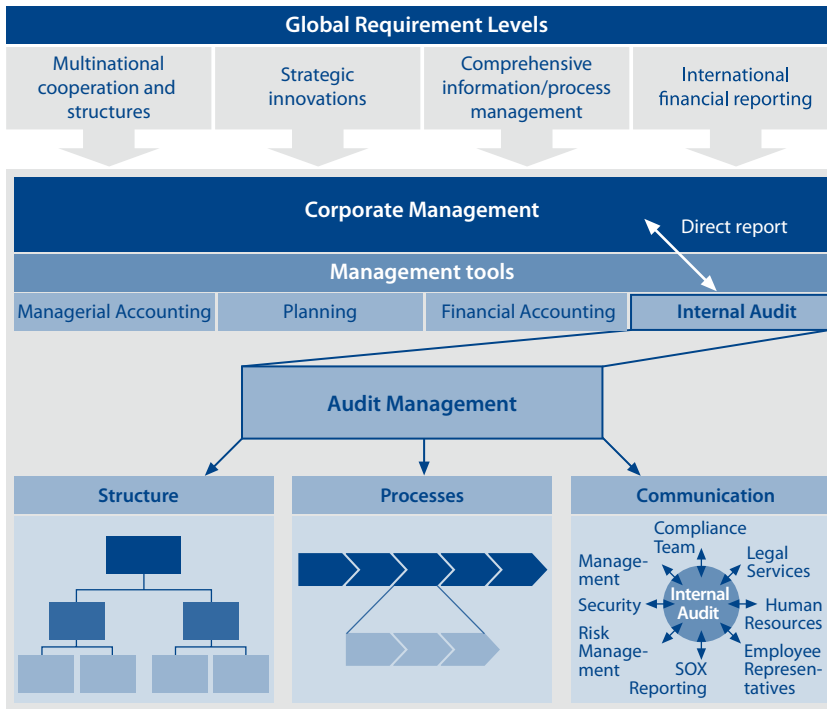 Global Requirement Levels
Multinational
cooperation and
structures
Strategic
innovations
Comprehensive
information/process
management
International
financial reporting
Corporate Management
Direct report
Management tools
Managerial Accounting
Planning
Financial Accounting
Internal Audit
Audit Management
Structure
Processes
Communication
Compliance
Team
Legal
Services
Manage-
ment
Internal
Audit
Security
Human
Resources
Risk
Manage-
ment
SOX
Reporting
Employee
Represen-
tatives